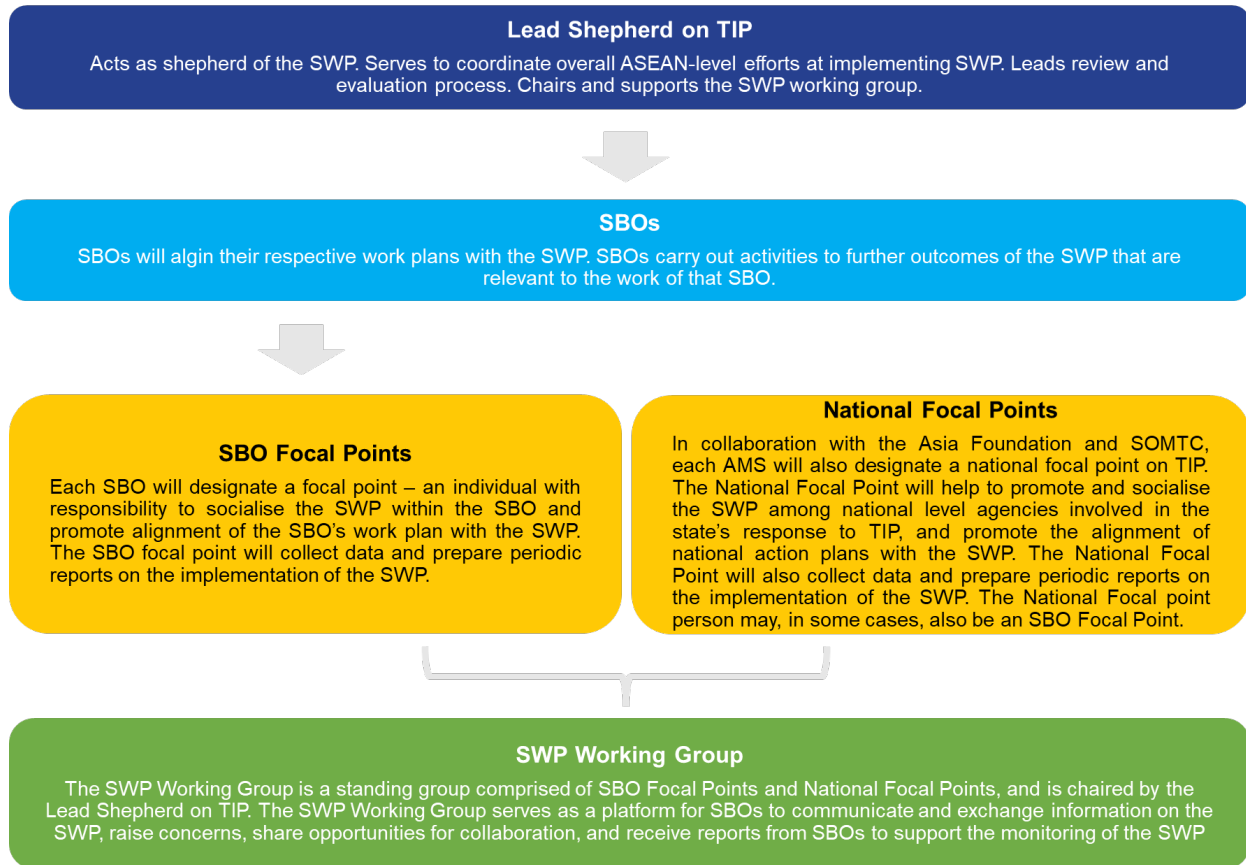 Lead Shepherd on TIP
Acts as shepherd of the SWP. Serves to coordinate overall ASEAN-level efforts at implementing SWP. Leads review and
evaluation process. Chairs and supports the SWP working group.
SBOs
SBOs will algin their respective work plans with the SWP. SBOs carry out activities to further outcomes of the SWP that are
relevant to the work of that SBO.
SBO Focal Points
Each SBO will designate a focal point – an individual with
responsibility to socialise the SWP within the SBO and
promote alignment of the SBO's work plan with the SWP.
The SBO focal point will collect data and prepare periodic
reports on the implementation of the SWP.
National Focal Points
In collaboration with the Asia Foundation and SOMTC,
each AMS will also designate a national focal point on TIP.
The National Focal Point will help to promote and socialise
the SWP among national level agencies involved in the
state's response to TIP, and promote the alignment of
national action plans with the SWP. The National Focal
Point will also collect data and prepare periodic reports on
the implementation of the SWP. The National Focal point
person may, in some cases, also be an SBO Focal Point.
SWP Working Group
The SWP Working Group is a standing group comprised of SBO Focal Points and National Focal Points, and is chaired by the
Lead Shepherd on TIP. The SWP Working Group serves as a platform for SBOs to communicate and exchange information on the
SWP, raise concerns, share opportunities for collaboration, and receive reports from SBOs to support the monitoring of the SWP